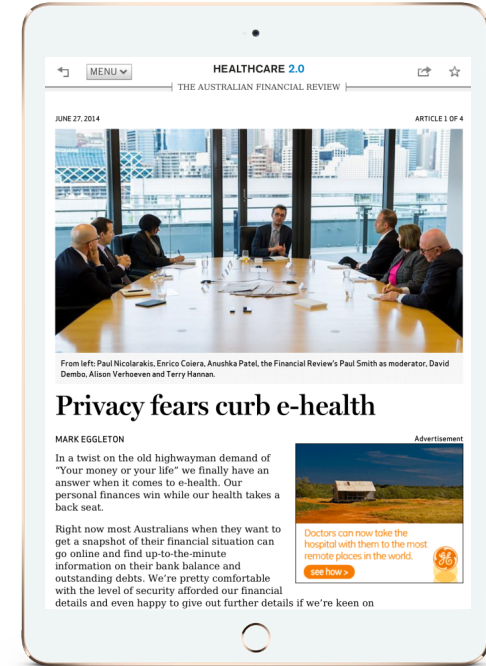 MENU
HEALTHCARE 2.0
THE AUSTRALIAN FINANCIAL REVIEW
JUNE 27, 2014
ARTICLE 1 OF 4
From left: Paul Nicolarakis, Enrico Coiera, Anushka Patel, the Financial Review's Paul Smith as moderator, David
Dembo, Alison Verhoeven and Terry Hannan.
Privacy fears curb e-health
MARK EGGLETON
In a twist on the old highwayman demand of
“Your money or your life” we finally have an
answer when it comes to e-health. Our
personal finances win while our health takes a
back seat.
Right now most Australians when they want to
get a snapshot of their financial situation can
go online and find up-to-the-minute
information on their bank balance and
outstanding debts. We’re pretty comfortable
with the level of security afforded our financial
details and even happy to give out further details if we’re keen on
Advertisement
Doctors can now take the
hospital with them to the most
remote places in the world.
see how >
GE